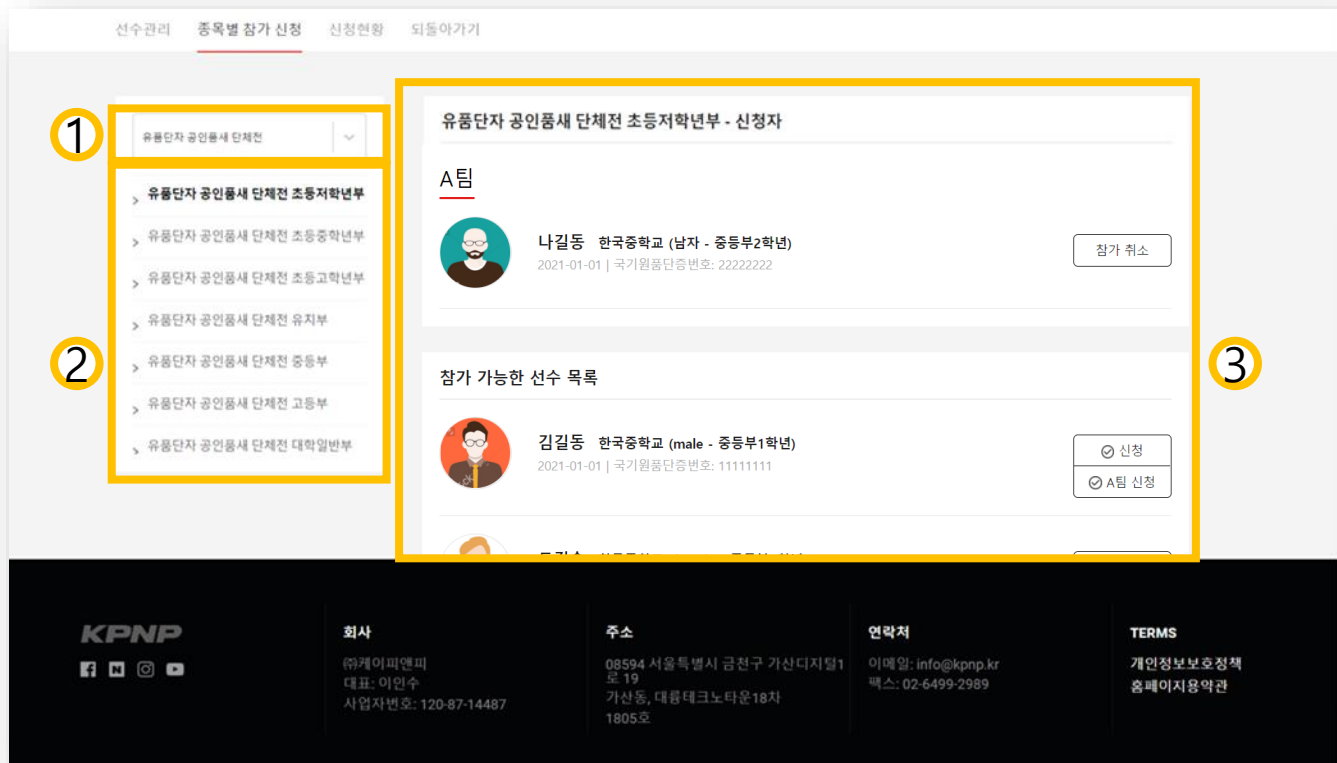 선수관리 종목별 참가 신청 신청현황 되돌아가기
1
유품단자 공인품새 단체전
2
유품단자 공인품새 단체전 초등저학년부
유품단자 공인품새 단체전 초등중학년부
유품단자 공인품새 단체전 초등고학년부
유품단자 공인품새 단체전 유치부
유품단자 공인품새 단체전 중등부
유품단자 공인품새 단체전 고등부
유품단자 공인품새 단체전 대학일반부
3
유품단자 공인품새 단체전 초등저학년부 - 신청자
A팀
나길동 한국중학교 (남자 - 중등부2학년)
2021-01-01 | 국기원품단증번호: 22222222
참가 취소
참가 가능한 선수 목록
김길동 한국중학교 (male - 중등부1학년)
2021-01-01 | 국기원품단증번호: 11111111
신청
A팀 신청
KPNP
회사
㈜케이피앤피
대표: 이인수
사업자번호: 120-87-14487
주소
08594 서울특별시 금천구 가산디지털1
로 19
가산동, 대륭테크노타운18차
1805호
연락처
이메일: info@kpnp.kr
팩스: 02-6499-2989
TERMS
개인정보보호정책
홈페이지용약관